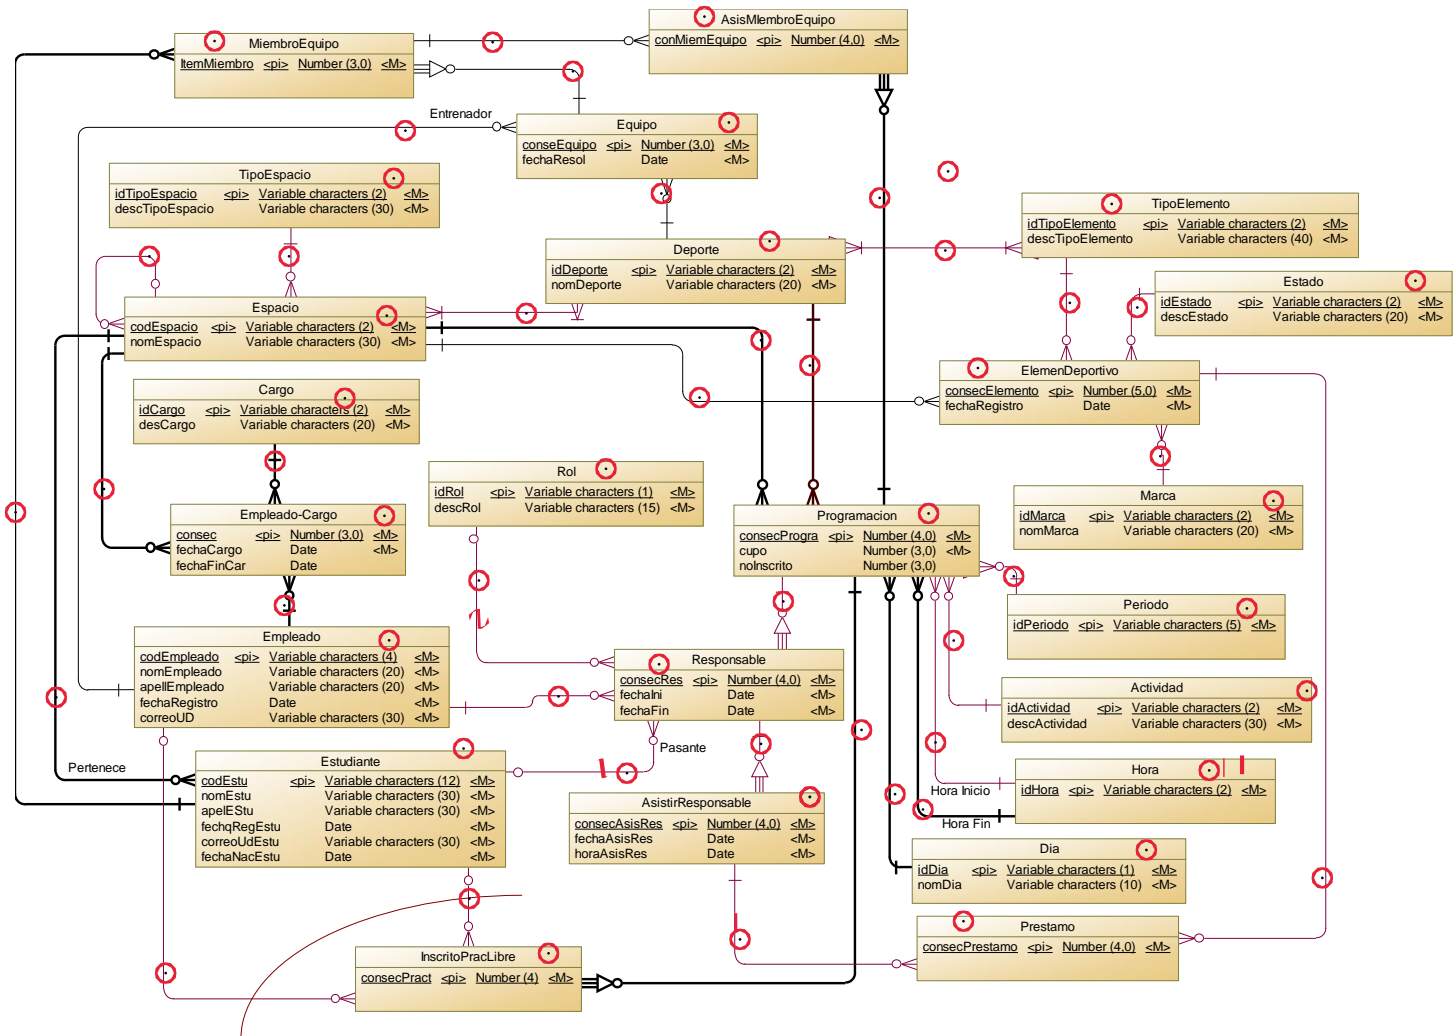 AsisMIembroEquipo
conMiemEquipo <pi> Number (4,0) <M>
MiembroEquipo
ItemMiembro <pi> Number (3,0) <M>
Entrenador
Equipo
conseEquipo <pi> Number (3,0) <M>
fechaResol Date <M>
TipoEspacio
idTipoEspacio <pi> Variable characters (2) <M>
descTipoEspacio Variable characters (30) <M>
TipoElemento
idTipoElemento <pi> Variable characters (2) <M>
descTipoElemento Variable characters (40) <M>
Deporte
idDeporte <pi> Variable characters (2) <M>
nomDeporte Variable characters (20) <M>
Estado
idEstado <pi> Variable characters (2) <M>
descEstado Variable characters (20) <M>
Espacio
codEspacio <pi> Variable characters (2) <M>
nomEspacio Variable characters (30) <M>
ElemenDeportivo
consecElemento <pi> Number (5,0) <M>
fechaRegistro Date <M>
Cargo
idCargo <pi> Variable characters (2) <M>
desCargo Variable characters (20) <M>
Rol
idRol <pi> Variable characters (1) <M>
descRol Variable characters (15) <M>
Marca
idMarca <pi> Variable characters (2) <M>
nomMarca Variable characters (20) <M>
Empleado-Cargo
consec <pi> Number (3,0) <M>
fechaCargo Date <M>
fechaFinCar Date
Programacion
consecProgra <pi> Number (4,0) <M>
cupo Number (3,0) <M>
noInscrito Number (3,0)
Periodo
idPeriodo <pi> Variable characters (5) <M>
Empleado
codEmpleado <pi> Variable characters (4) <M>
nomEmpleado Variable characters (20) <M>
apellEmpleado Variable characters (20) <M>
fechaRegistro Date <M>
correoUD Variable characters (30) <M>
Responsable
consecRes <pi> Number (4,0) <M>
fechaIni Date <M>
fechaFin Date <M>
Actividad
idActividad <pi> Variable characters (2) <M>
descActividad Variable characters (30) <M>
Pasante
Pertenece
Estudiante
codEstu <pi> Variable characters (12) <M>
nomEstu Variable characters (30) <M>
apelEStu Variable characters (30) <M>
fechqRegEstu Date <M>
correoUdEstu Variable characters (30) <M>
fechaNacEstu Date <M>
Hora
idHora <pi> Variable characters (2) <M>
Hora Inicio
Hora Fin
AsistirResponsable
consecAsisRes <pi> Number (4,0) <M>
fechaAsisRes Date <M>
horaAsisRes Date <M>
Dia
idDia <pi> Variable characters (1) <M>
nomDia Variable characters (10) <M>
Prestamo
consecPrestamo <pi> Number (4,0) <M>
InscritoPracLibre
consecPract <pi> Number (4) <M>